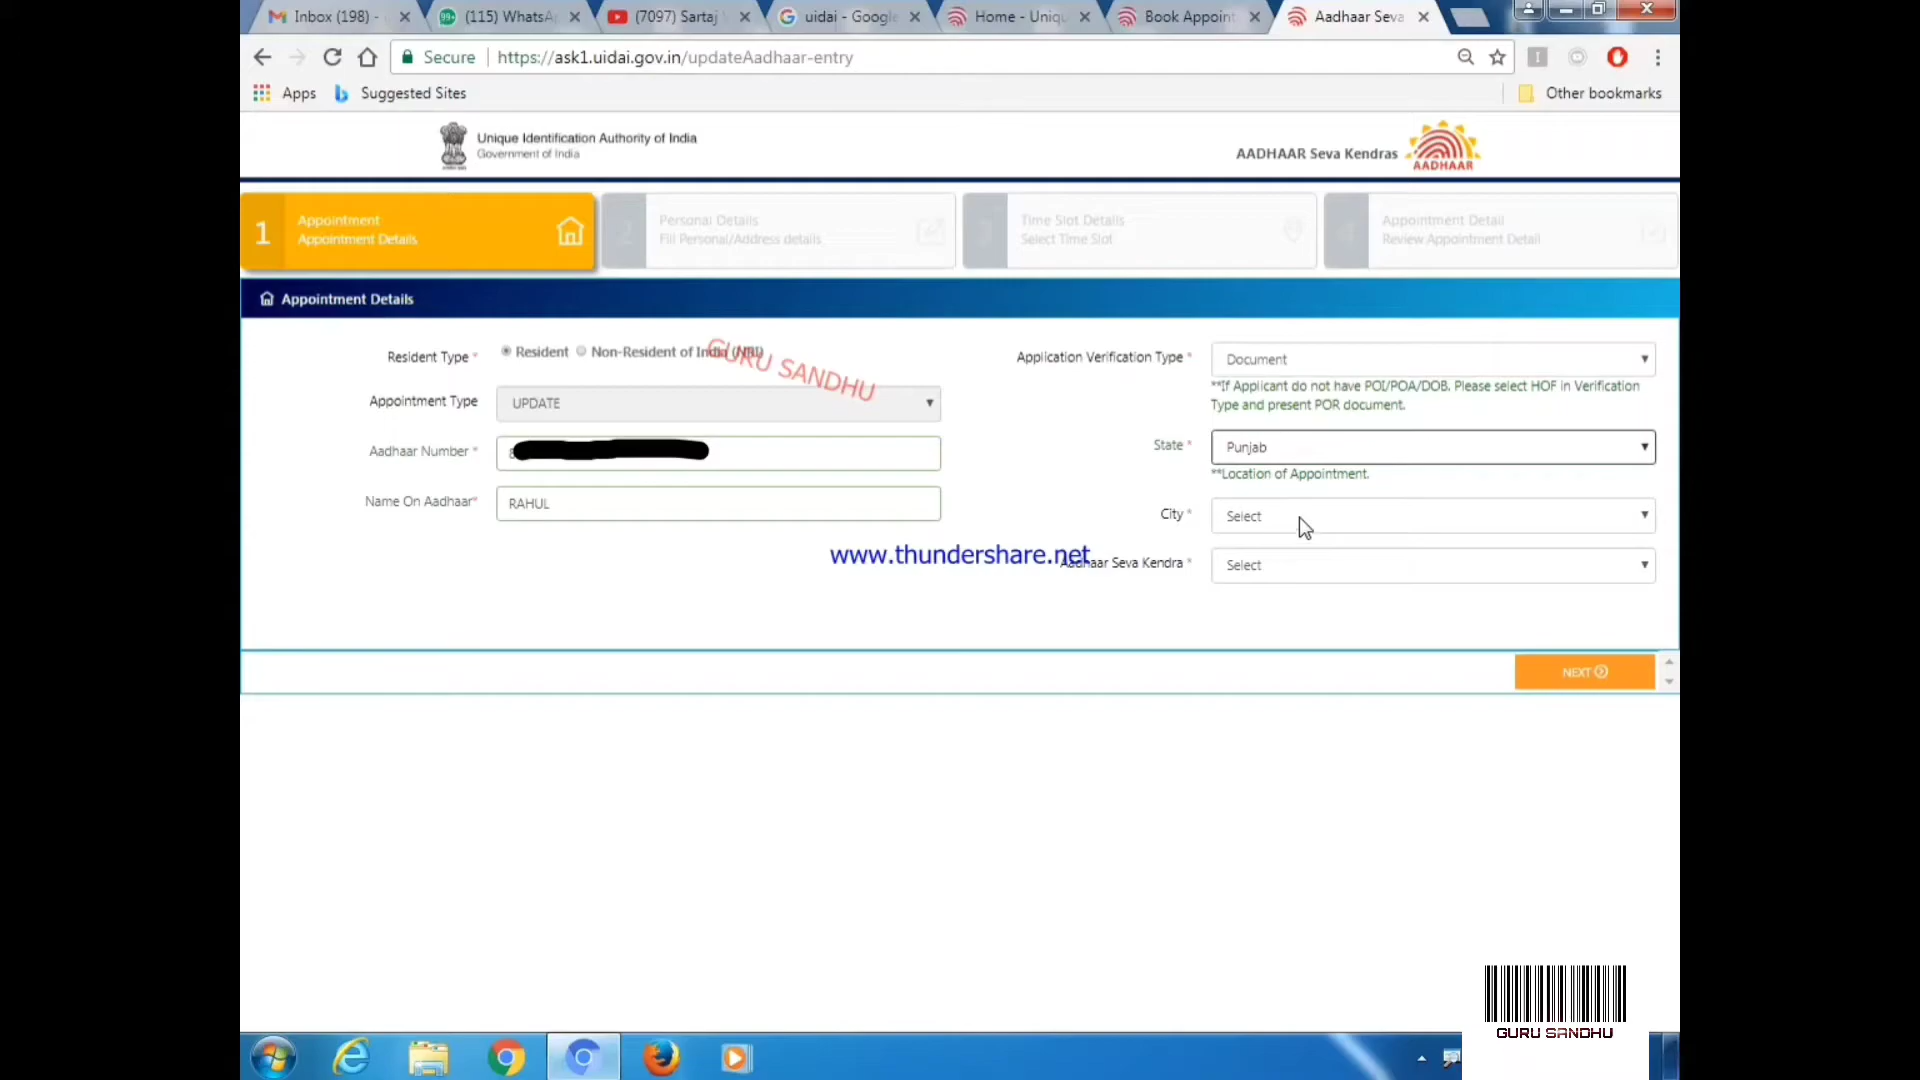 Inbox (198) -
99+ (115) WhatsA
(7097) Sartaj
uidai - Google
Home - Uniq
Book Appoint
Aadhaar Seva
Secure https://ask1.uidai.gov.in/updateAadhaar-entry
Apps Suggested Sites Other bookmarks
Unique Identification Authority of India
Government of India
AADHAAR Seva Kendras
AADHAAR
1 Appointment
Appointment Details
2 Personal Details
Fill Personal/Address details
3 Time Slot Details
Select Time Slot
4 Appointment Detail
Review Appointment Detail
Appointment Details
Resident Type * Resident Non-Resident of India (NRI)
GURU SANDHU
Appointment Type UPDATE
Aadhaar Number * 8
Name On Aadhaar* RAHUL
Application Verification Type * Document
**If Applicant do not have POI/POA/DOB. Please select HOF in Verification
Type and present POR document.
State * Punjab
**Location of Appointment.
City * Select
www.thundershare.net
Aadhaar Seva Kendra * Select
NEXT
GURU SANDHU